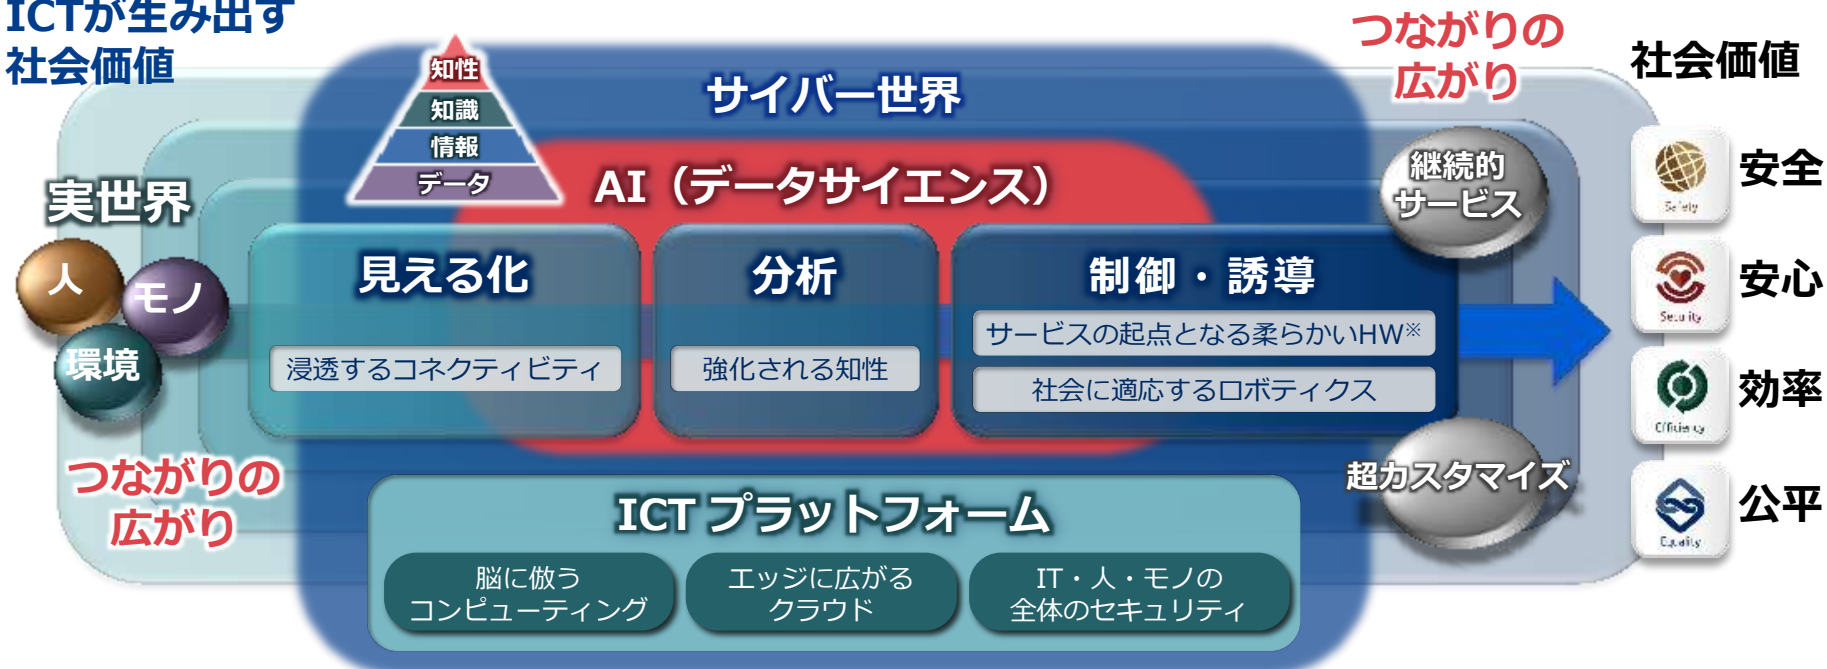 ICTが生み出す
社会価値
知性
知識
情報
データ
サイバー世界
つながりの
広がり
社会価値
AI（データサイエンス）
継続的
サービス
実世界
人
モノ
環境
見える化
浸透するコネクティビティ
分析
強化される知性
制御・誘導
サービスの起点となる柔らかいHW※
社会に適応するロボティクス
超カスタマイズ
つながりの
広がり
ICTプラットフォーム
脳に倣う
コンピューティング
エッジに広がる
クラウド
IT・人・モノの
全体のセキュリティ
Safety
安全
Security
安心
Efficiency
効率
Equality
公平